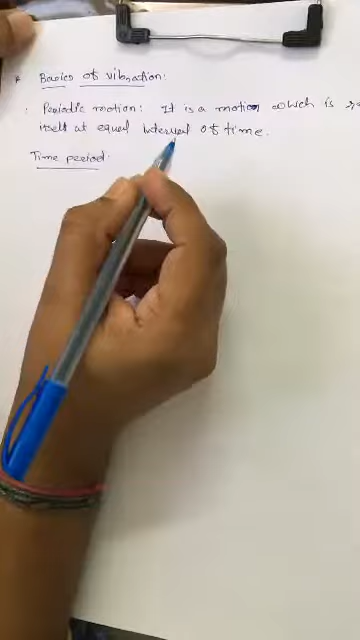 * Basics of vibration:
Periodic motion: It is a motion which is
itself at equal interval of time.
Time period: